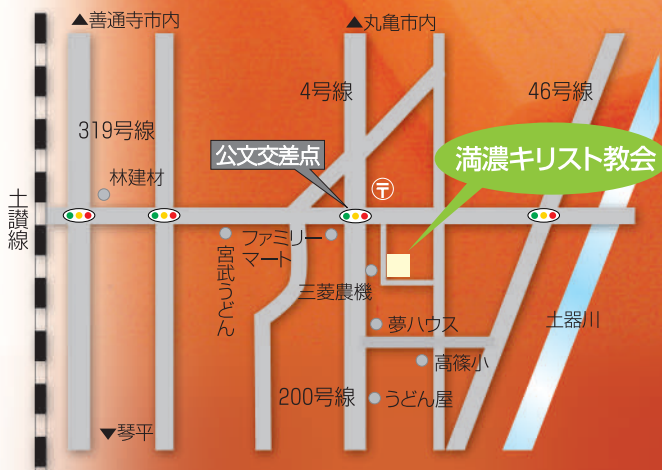 ▲善通寺市内
▲丸亀市内
4号線
46号線
319号線
公文交差点
満濃キリスト教会
林建材
〒
土讃線
ファミリー
マート
宮武うどん
三菱農機
夢ハウス
土器川
高篠小
200号線
うどん屋
▼琴平